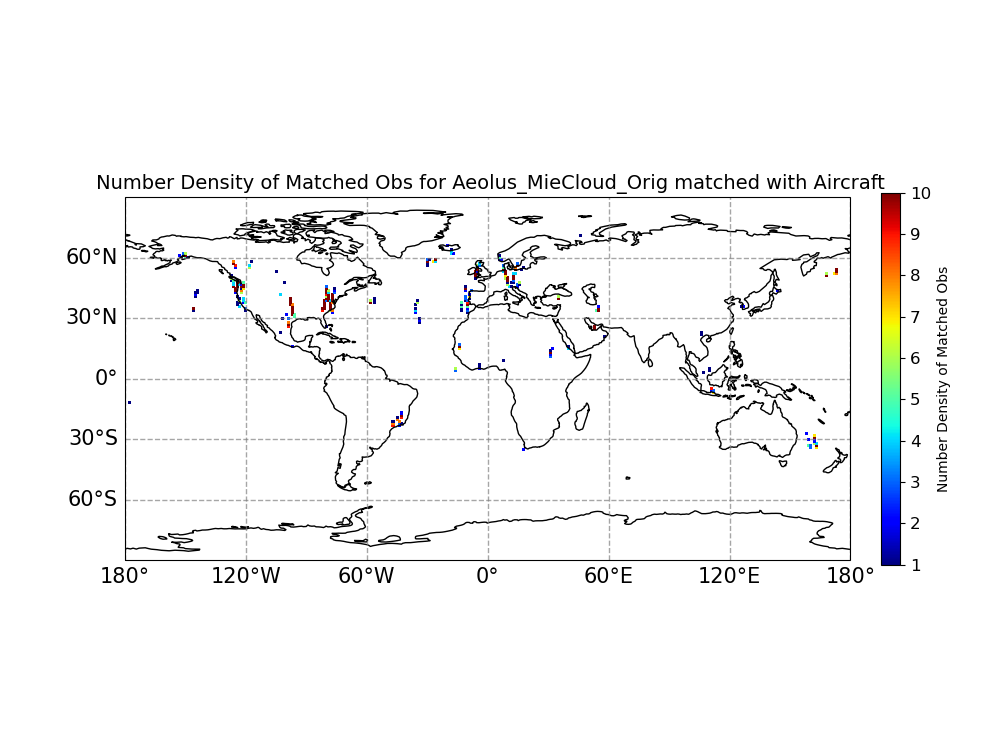 Number Density of Matched Obs for Aeolus_MieCloud_Orig matched with Aircraft
60°N
30°N
0°
30°S
60°S
180°
120°W
60°W
0°
60°E
120°E
180°
10
9
8
7
6
5
4
3
2
1
Number Density of Matched Obs